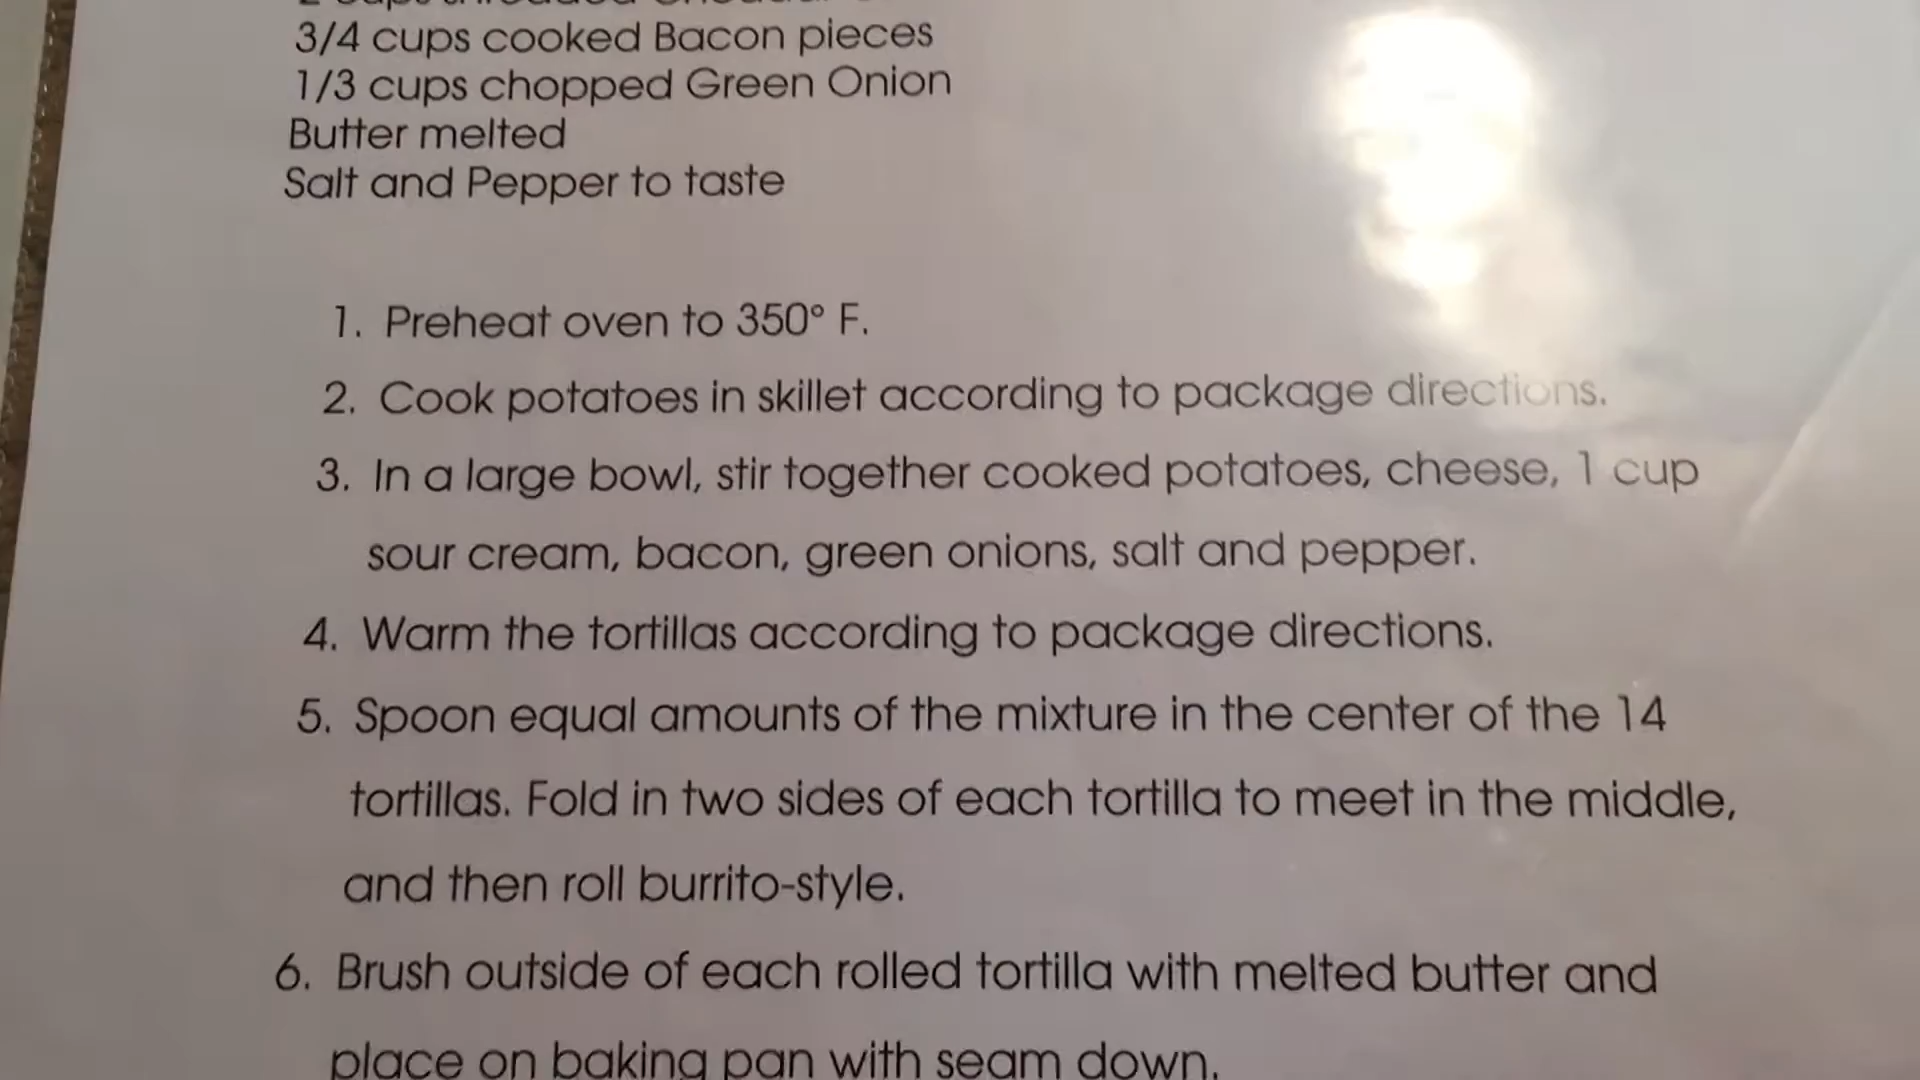 3/4 cups cooked Bacon pieces
1/3 cups chopped Green Onion
Butter melted
Salt and Pepper to taste
1. Preheat oven to 350° F.
2. Cook potatoes in skillet according to package directions.
3. In a large bowl, stir together cooked potatoes, cheese, 1 cup
sour cream, bacon, green onions, salt and pepper.
4. Warm the tortillas according to package directions.
5. Spoon equal amounts of the mixture in the center of the 14
tortillas. Fold in two sides of each tortilla to meet in the middle,
and then roll burrito-style.
6. Brush outside of each rolled tortilla with melted butter and
place on baking pan with seam down.